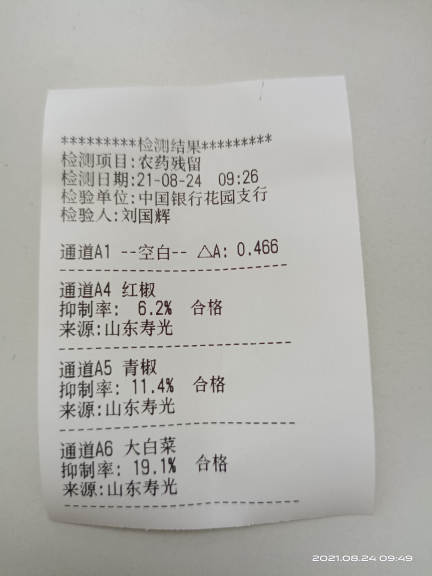 *********检测结果*********
检测项目:农药残留
检测日期:21-08-24 09:26
检验单位:中国银行花园支行
检验人:刘国辉
通道A1 --空白-- △A: 0.466
通道A4 红椒
抑制率: 6.2% 合格
来源:山东寿光
通道A5 青椒
抑制率: 11.4% 合格
来源:山东寿光
通道A6 大白菜
抑制率: 19.1% 合格
来源:山东寿光
2021.08.24 09:49